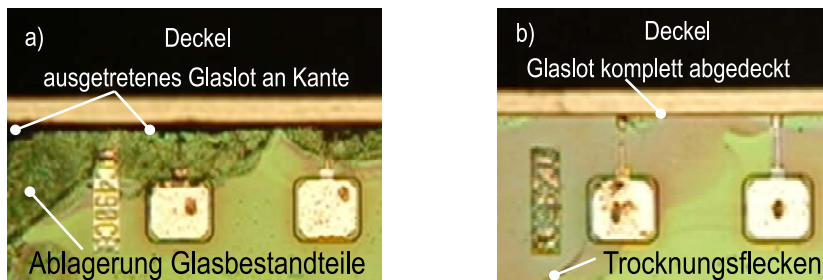 a)
Deckel
ausgetretenes Glaslot an Kante
Ablagerung Glasbestandteile
b)
Deckel
Glaslot komplett abgedeckt
Trocknungsflecken